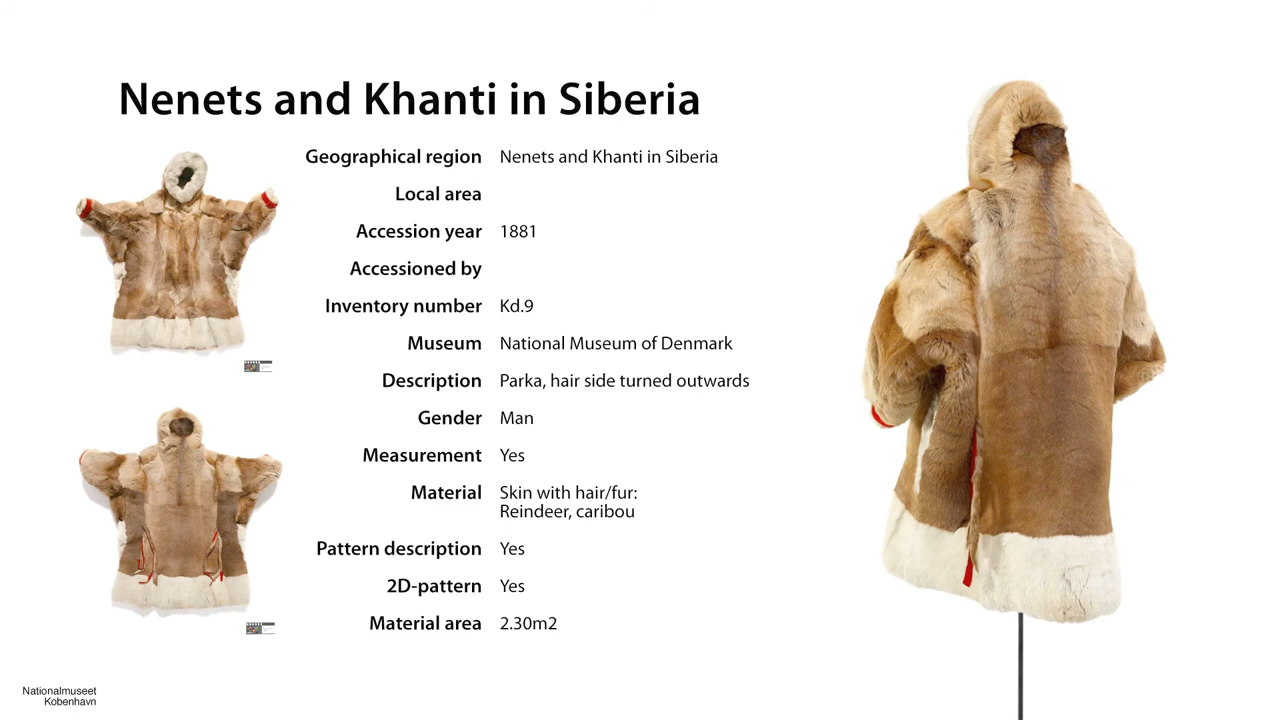 Nenets and Khanti in Siberia
Geographical region Nenets and Khanti in Siberia
Local area
Accession year 1881
Accessioned by
Inventory number Kd.9
Museum National Museum of Denmark
Description Parka, hair side turned outwards
Gender Man
Measurement Yes
Material Skin with hair/fur:
Reindeer, caribou
Pattern description Yes
2D-pattern Yes
Material area 2.30m2
Nationalmuseet
Kobenhavn